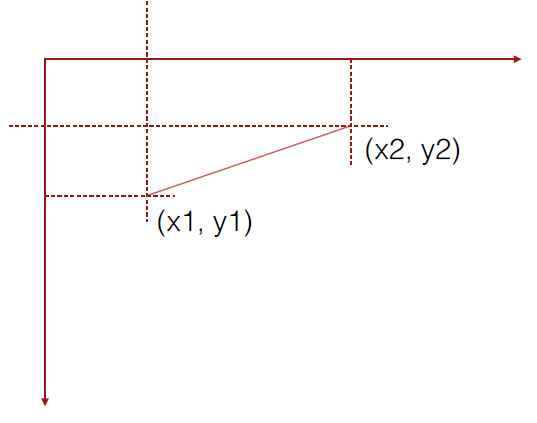 (x2, y2)
(x1, y1)